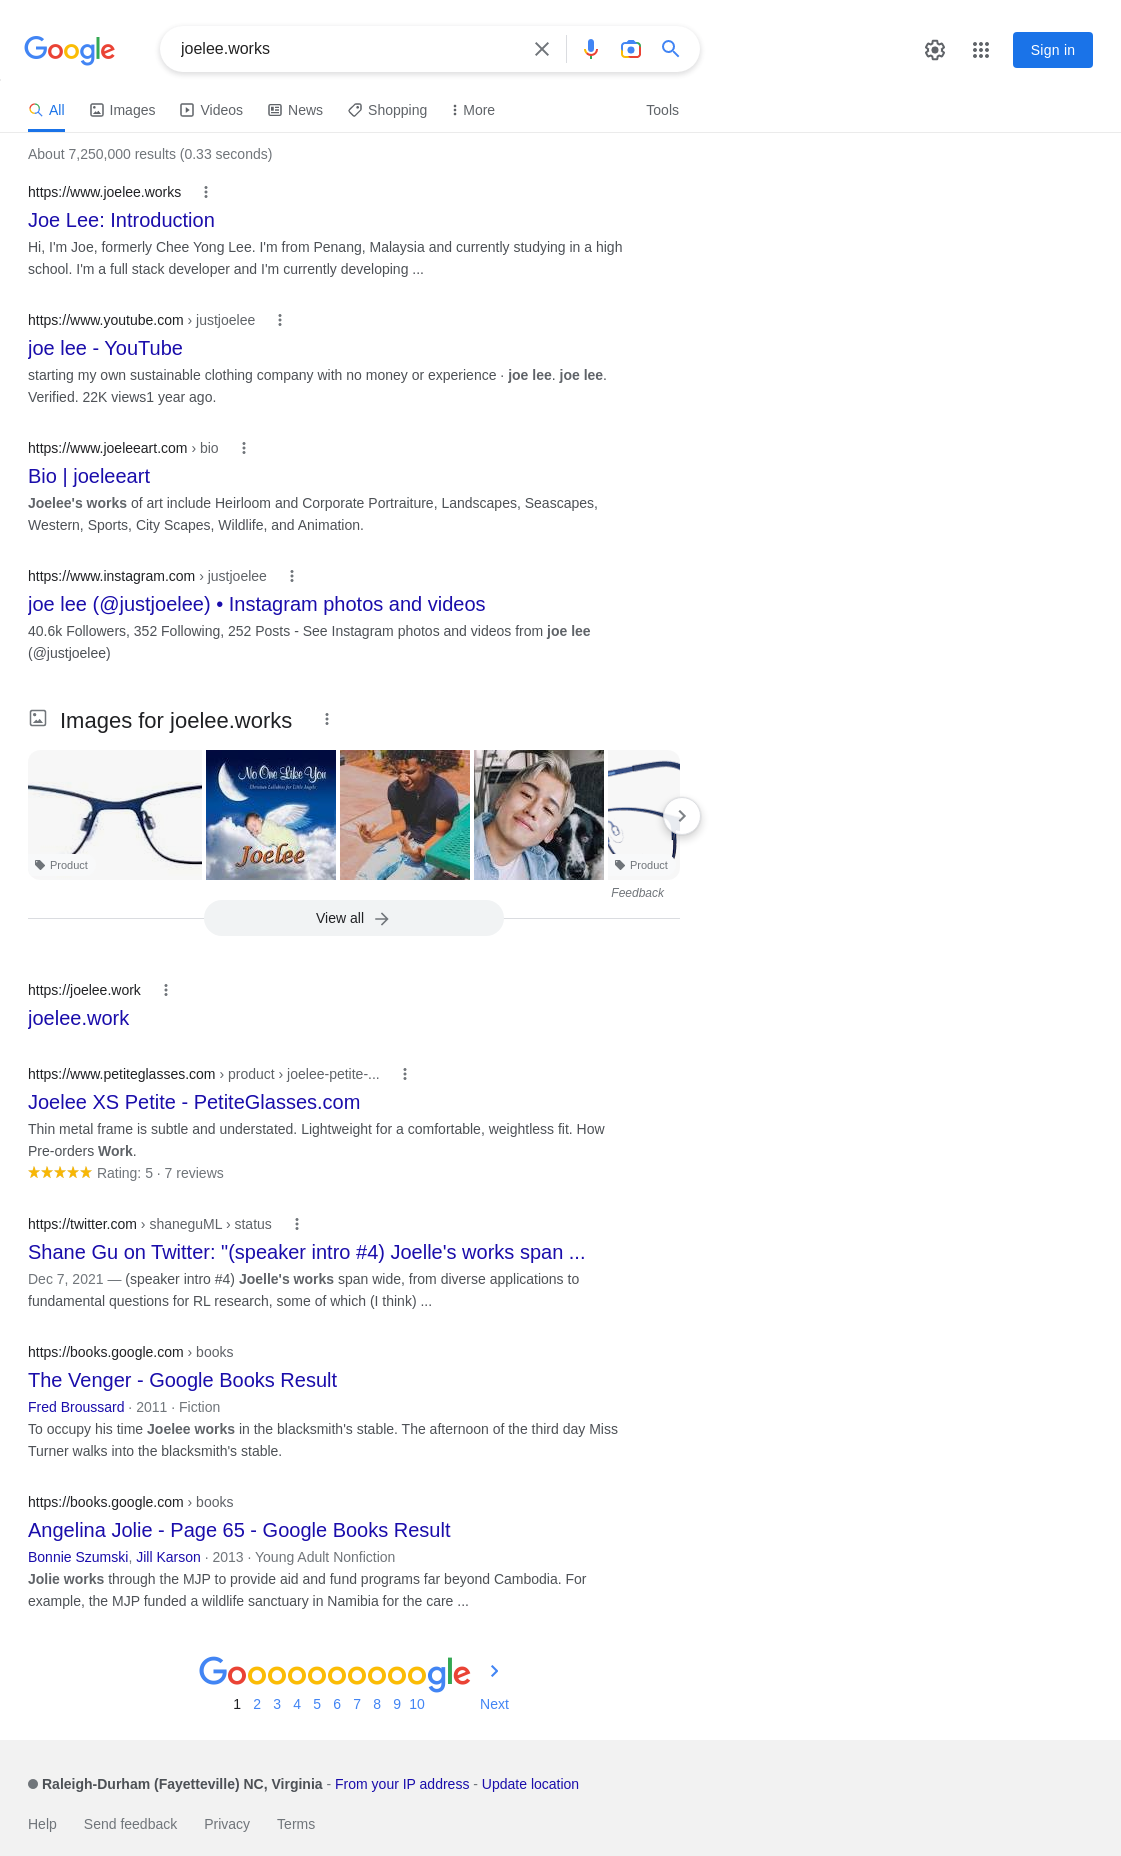 Google
joelee.works
Sign in
All
Images
Videos
News
Shopping
More
Tools
About 7,250,000 results (0.33 seconds)
https://www.joelee.works
Joe Lee: Introduction
Hi, I'm Joe, formerly Chee Yong Lee. I'm from Penang, Malaysia and currently studying in a high
school. I'm a full stack developer and I'm currently developing ...
https://www.youtube.com › justjoelee
joe lee - YouTube
starting my own sustainable clothing company with no money or experience · joe lee. joe lee.
Verified. 22K views1 year ago.
https://www.joeleeart.com › bio
Bio | joeleeart
Joelee's works of art include Heirloom and Corporate Portraiture, Landscapes, Seascapes,
Western, Sports, City Scapes, Wildlife, and Animation.
https://www.instagram.com › justjoelee
joe lee (@justjoelee) • Instagram photos and videos
40.6k Followers, 352 Following, 252 Posts - See Instagram photos and videos from joe lee
(@justjoelee)
Images for joelee.works
No One Like You
Christian Lullabies for Little Angels
Joelee
Product
Product
Feedback
View all
https://joelee.work
joelee.work
https://www.petiteglasses.com › product › joelee-petite-...
Joelee XS Petite - PetiteGlasses.com
Thin metal frame is subtle and understated. Lightweight for a comfortable, weightless fit. How
Pre-orders Work.
Rating: 5 · 7 reviews
https://twitter.com › shaneguML › status
Shane Gu on Twitter: "(speaker intro #4) Joelle's works span ...
Dec 7, 2021 — (speaker intro #4) Joelle's works span wide, from diverse applications to
fundamental questions for RL research, some of which (I think) ...
https://books.google.com › books
The Venger - Google Books Result
Fred Broussard · 2011 · Fiction
To occupy his time Joelee works in the blacksmith's stable. The afternoon of the third day Miss
Turner walks into the blacksmith's stable.
https://books.google.com › books
Angelina Jolie - Page 65 - Google Books Result
Bonnie Szumski, Jill Karson · 2013 · Young Adult Nonfiction
Jolie works through the MJP to provide aid and fund programs far beyond Cambodia. For
example, the MJP funded a wildlife sanctuary in Namibia for the care ...
Goooooooooogle
1 2 3 4 5 6 7 8 9 10 Next
Raleigh-Durham (Fayetteville) NC, Virginia - From your IP address - Update location
Help
Send feedback
Privacy
Terms